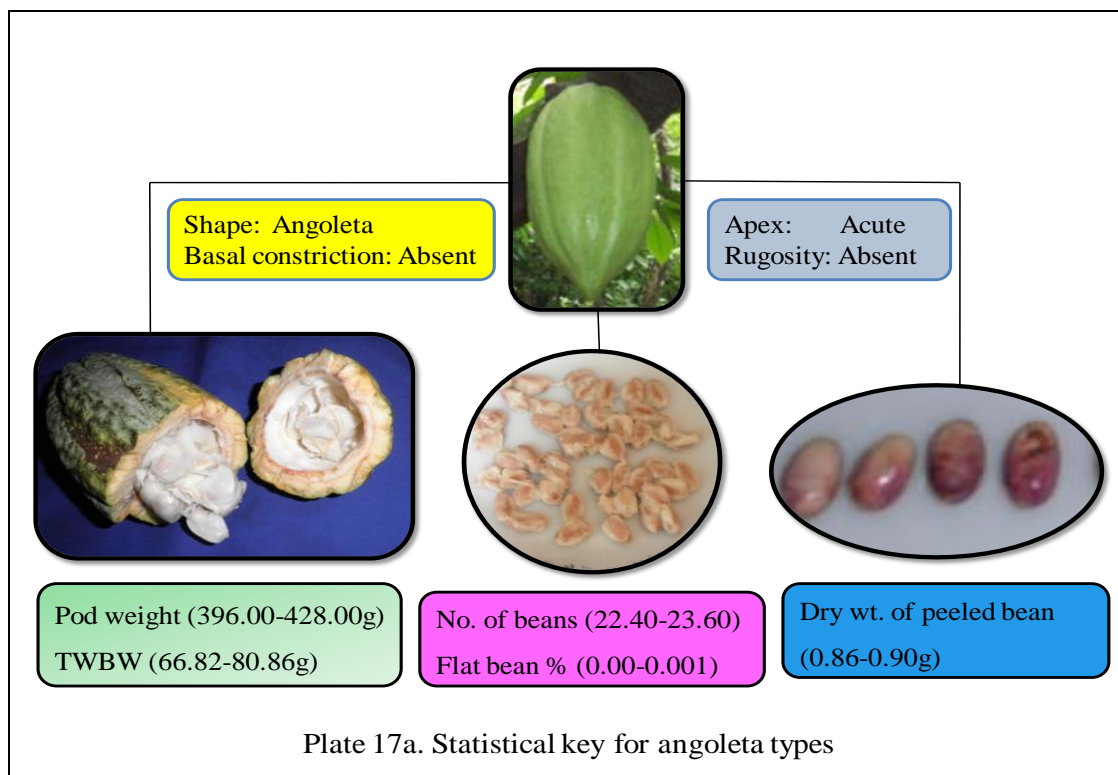 Shape: Angoleta
Basal constriction: Absent
Apex: Acute
Rugosity: Absent
Pod weight (396.00-428.00g)
TWBW (66.82-80.86g)
No. of beans (22.40-23.60)
Flat bean % (0.00-0.001)
Dry wt. of peeled bean
(0.86-0.90g)
Plate 17a. Statistical key for angoleta types